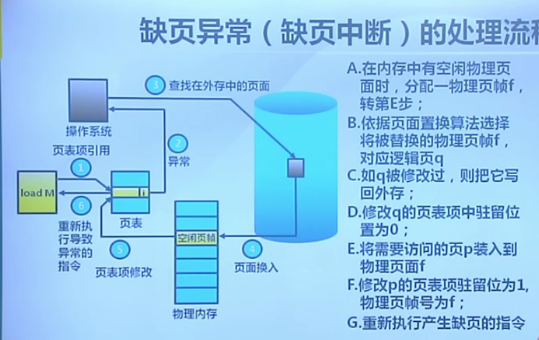 缺页异常（缺页中断）的处理流程
③
查找在外存中的页面
操作系统
页表项引用
②
异常
①
load M
i
⑥
页表
重新执
行导致
异常的
指令
⑤
页表项修改
空闲页帧
④
页面换入
物理内存
A.在内存中有空闲物理页
面时，分配一物理页帧f，
转第E步；
B.依据页面置换算法选择
将被替换的物理页帧f，
对应逻辑页q
C.如q被修改过，则把它写
回外存；
D.修改q的页表项中驻留位
置为0；
E.将需要访问的页p装入到
物理页面f
F.修改p的页表项驻留位为1,
物理页帧号为f；
G.重新执行产生缺页的指令